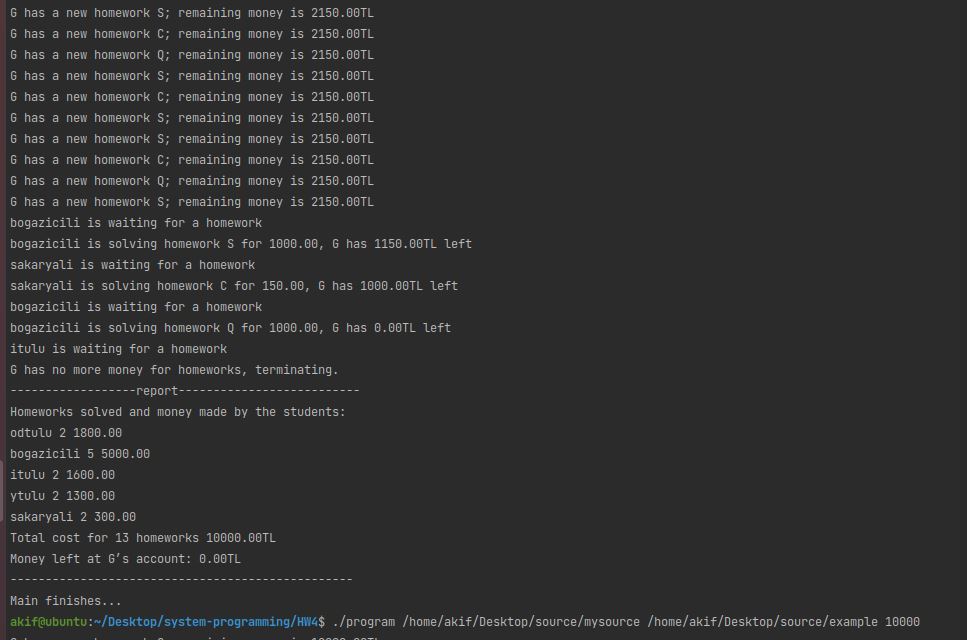 G has a new homework S; remaining money is 2150.00TL
G has a new homework C; remaining money is 2150.00TL
G has a new homework Q; remaining money is 2150.00TL
G has a new homework S; remaining money is 2150.00TL
G has a new homework C; remaining money is 2150.00TL
G has a new homework S; remaining money is 2150.00TL
G has a new homework S; remaining money is 2150.00TL
G has a new homework C; remaining money is 2150.00TL
G has a new homework Q; remaining money is 2150.00TL
G has a new homework S; remaining money is 2150.00TL
bogazicili is waiting for a homework
bogazicili is solving homework S for 1000.00, G has 1150.00TL left
sakaryali is waiting for a homework
sakaryali is solving homework C for 150.00, G has 1000.00TL left
bogazicili is waiting for a homework
bogazicili is solving homework Q for 1000.00, G has 0.00TL left
itulu is waiting for a homework
G has no more money for homeworks, terminating.
------------------report--------------------------
Homeworks solved and money made by the students:
odtulu 2 1800.00
bogazicili 5 5000.00
itulu 2 1600.00
ytulu 2 1300.00
sakaryali 2 300.00
Total cost for 13 homeworks 10000.00TL
Money left at G’s account: 0.00TL
-------------------------------------------------
Main finishes...
akif@ubuntu:~/Desktop/system-programming/HW4$ ./program /home/akif/Desktop/source/mysource /home/akif/Desktop/source/example 10000